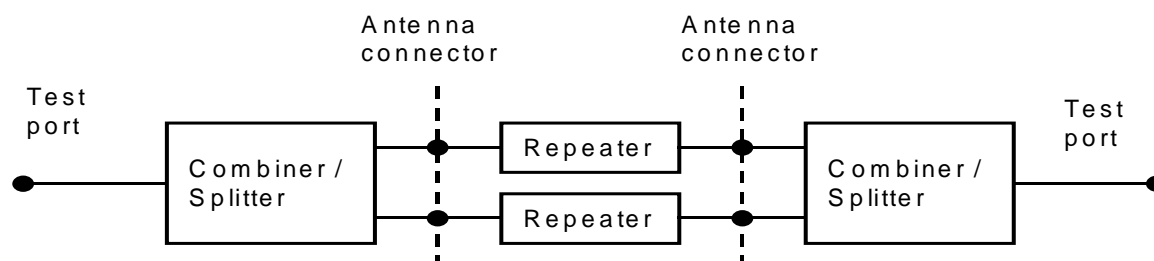 Antenna
connector
Antenna
connector
Test
port
Test
port
Combiner/
Splitter
Repeater
Combiner/
Splitter
Repeater